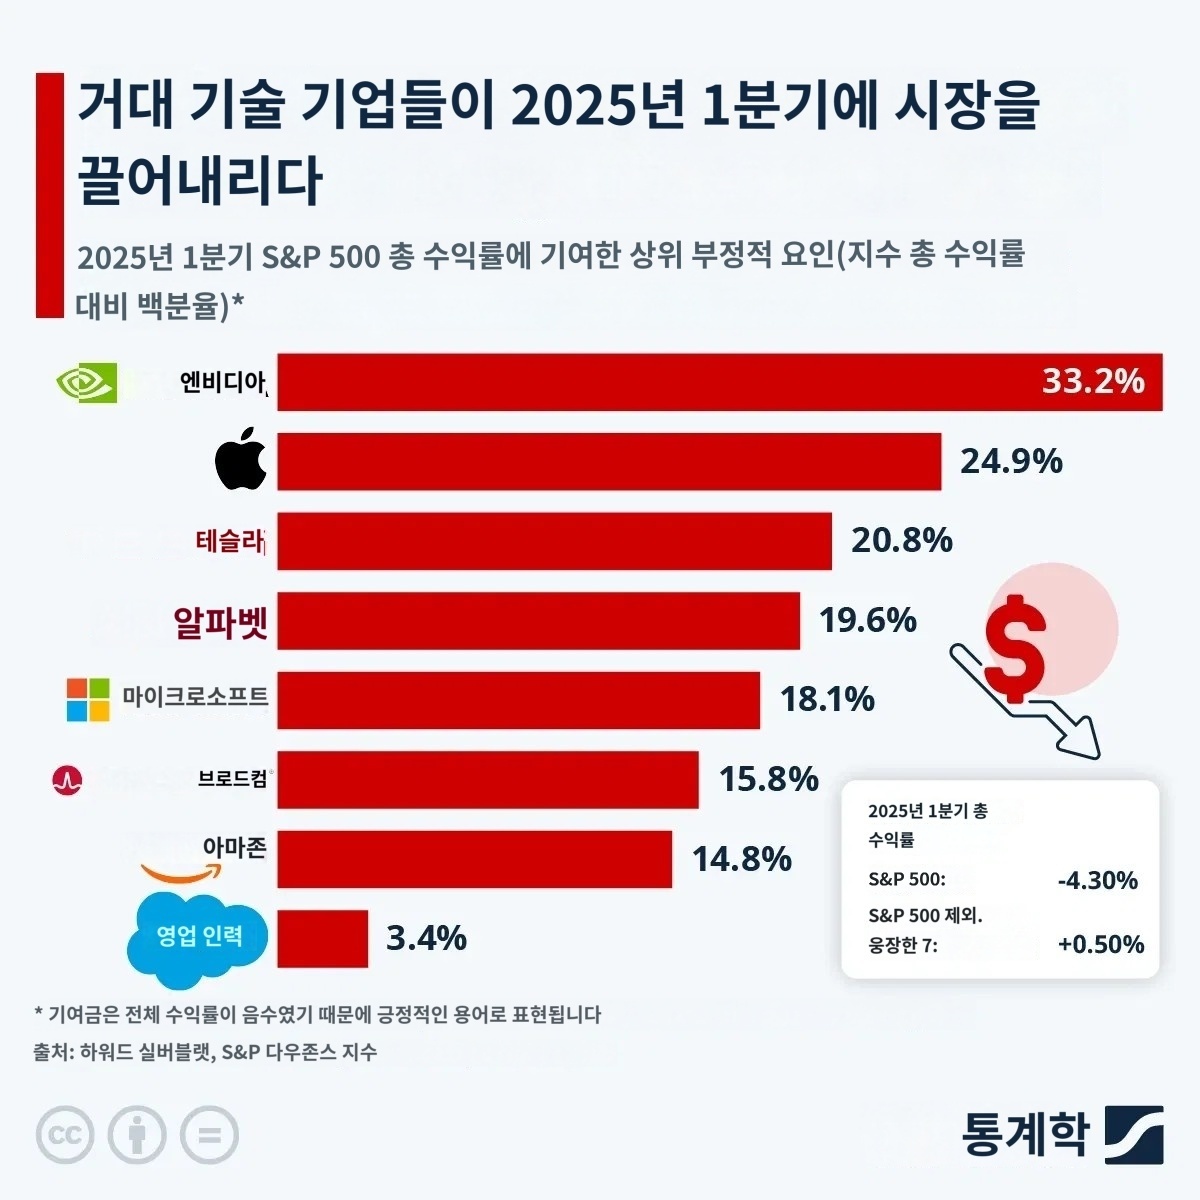 거대 기술 기업들이 2025년 1분기에 시장을
끌어내리다
2025년 1분기 S&P 500 총 수익률에 기여한 상위 부정적 요인(지수 총 수익률
대비 백분율)*
엔비디아
33.2%
24.9%
테슬라
20.8%
알파벳
19.6%
마이크로소프트
18.1%
브로드컴
15.8%
아마존
14.8%
영업 인력
3.4%
2025년 1분기 총
수익률
S&P 500:
-4.30%
S&P 500 제외.
웅장한 7:
+0.50%
* 기여금은 전체 수익률이 음수였기 때문에 긍정적인 용어로 표현됩니다
출처: 하워드 실버블랫, S&P 다우존스 지수
cc
통계학